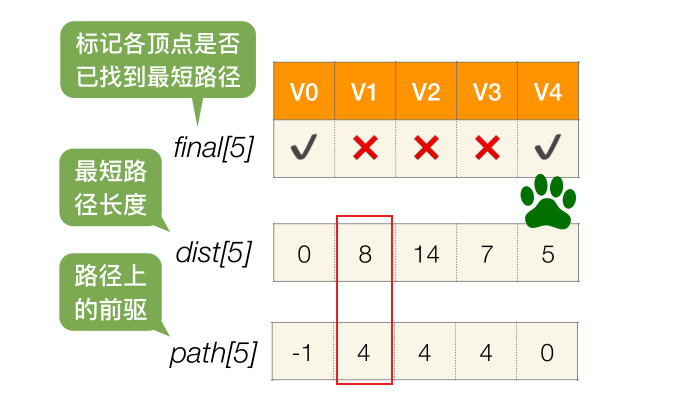 标记各顶点是否
已找到最短路径
V0 V1 V2 V3 V4
final[5]
最短路
径长度
dist[5] 0 8 14 7 5
路径上
的前驱
path[5] -1 4 4 4 0